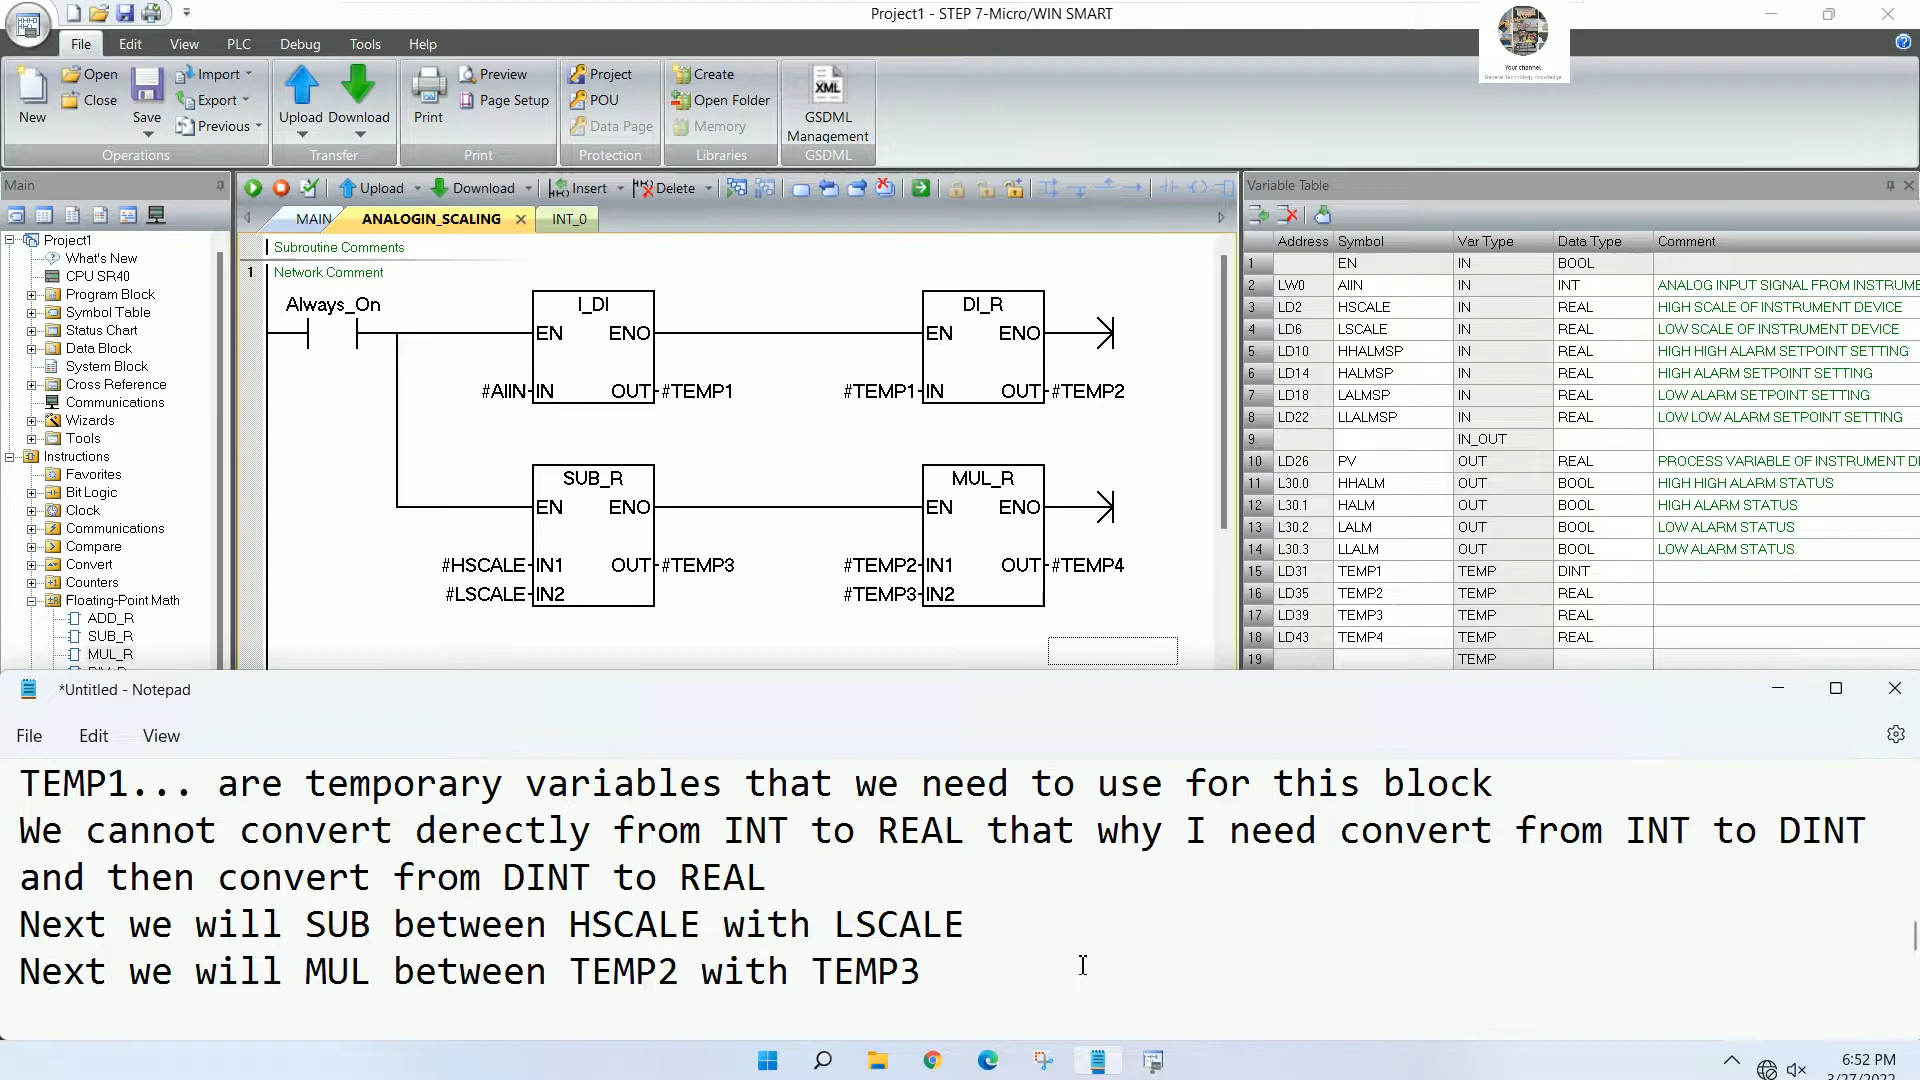 Project1 - STEP 7-Micro/WIN SMART
Your channel
General Technology Knowledge
File Edit View PLC Debug Tools Help
New
Open
Close
Save
Import
Export
Previous
Operations
Upload
Download
Transfer
Print
Preview
Page Setup
Print
Project
POU
Data Page
Protection
Create
Open Folder
Memory
Libraries
XML
GSDML
Management
GSDML
Main
Project1
What's New
CPU SR40
Program Block
Symbol Table
Status Chart
Data Block
System Block
Cross Reference
Communications
Wizards
Tools
Instructions
Favorites
Bit Logic
Clock
Communications
Compare
Convert
Counters
Floating-Point Math
ADD_R
SUB_R
MUL_R
Upload Download Insert Delete
MAIN ANALOGIN_SCALING INT_0
Subroutine Comments
1 Network Comment
Always_On
I_DI
EN ENO
#AIIN IN OUT #TEMP1
DI_R
EN ENO
#TEMP1 IN OUT #TEMP2
SUB_R
EN ENO
#HSCALE IN1 OUT #TEMP3
#LSCALE IN2
MUL_R
EN ENO
#TEMP2 IN1 OUT #TEMP4
#TEMP3 IN2
Variable Table
Address Symbol Var Type Data Type Comment
1 EN IN BOOL
2 LW0 AIIN IN INT ANALOG INPUT SIGNAL FROM INSTRUME
3 LD2 HSCALE IN REAL HIGH SCALE OF INSTRUMENT DEVICE
4 LD6 LSCALE IN REAL LOW SCALE OF INSTRUMENT DEVICE
5 LD10 HHALMSP IN REAL HIGH HIGH ALARM SETPOINT SETTING
6 LD14 HALMSP IN REAL HIGH ALARM SETPOINT SETTING
7 LD18 LALMSP IN REAL LOW ALARM SETPOINT SETTING
8 LD22 LLALMSP IN REAL LOW LOW ALARM SETPOINT SETTING
9 IN_OUT
10 LD26 PV OUT REAL PROCESS VARIABLE OF INSTRUMENT D
11 L30.0 HHALM OUT BOOL HIGH HIGH ALARM STATUS
12 L30.1 HALM OUT BOOL HIGH ALARM STATUS
13 L30.2 LALM OUT BOOL LOW ALARM STATUS
14 L30.3 LLALM OUT BOOL LOW ALARM STATUS
15 LD31 TEMP1 TEMP DINT
16 LD35 TEMP2 TEMP REAL
17 LD39 TEMP3 TEMP REAL
18 LD43 TEMP4 TEMP REAL
19 TEMP
*Untitled - Notepad
File Edit View
TEMP1... are temporary variables that we need to use for this block
We cannot convert derectly from INT to REAL that why I need convert from INT to DINT
and then convert from DINT to REAL
Next we will SUB between HSCALE with LSCALE
Next we will MUL between TEMP2 with TEMP3
6:52 PM
3/27/2022